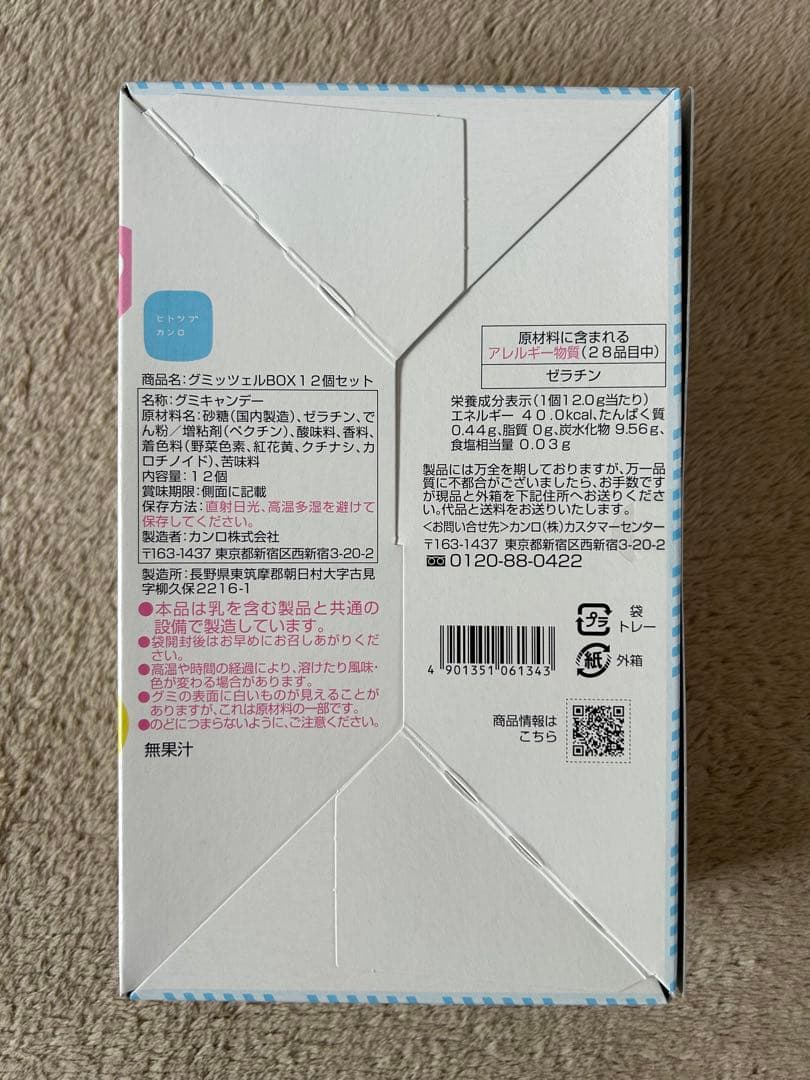 ヒトツブ
カンロ
商品名:グミッツェルBOX12個セット
名称:グミキャンデー
原材料名:砂糖(国内製造)、ゼラチン、で
ん粉/増粘剤(ペクチン)、酸味料、香料、
着色料(野菜色素、紅花黄、クチナシ、カ
ロチノイド)、苦味料
内容量:12個
賞味期限:側面に記載
保存方法:直射日光、高温多湿を避けて
保存してください。
製造者:カンロ株式会社
〒163-1437 東京都新宿区西新宿3-20-2
製造所:長野県東筑摩郡朝日村大字古見
字柳久保2216-1
●本品は乳を含む製品と共通の
設備で製造しています。
●袋開封後はお早めにお召しあがりくだ
さい。
●高温や時間の経過により、溶けたり風味・
色が変わる場合があります。
●グミの表面に白いものが見えることが
ありますが、これは原材料の一部です。
●のどにつまらないように、ご注意ください。
無果汁
原材料に含まれる
アレルギー物質(28品目中)
ゼラチン
栄養成分表示(1個12.0g当たり)
エネルギー 40.0kcal、たんぱく質
0.44g、脂質 0g、炭水化物 9.56g、
食塩相当量 0.03g
製品には万全を期しておりますが、万一品
質に不都合がございましたら、お手数です
が現品と外箱を下記住所へお送りくださ
い。代品と送料をお送りいたします。
<お問い合せ先>カンロ(株)カスタマーセンター
〒163-1437 東京都新宿区西新宿3-20-2
0120-88-0422
4 901351 061343
プラ
袋
トレー
紙
外箱
商品情報は
こちら